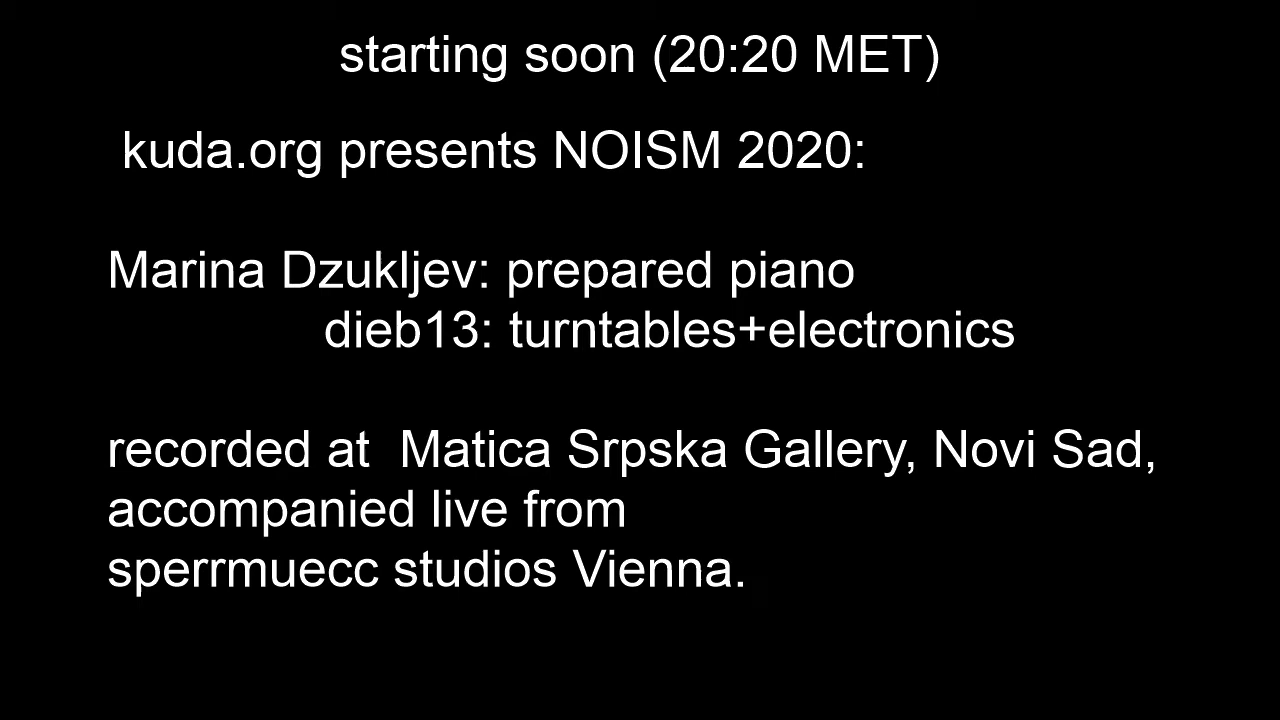 starting soon (20:20 MET)
kuda.org presents NOISM 2020:
Marina Dzukljev: prepared piano
dieb13: turntables+electronics
recorded at  Matica Srpska Gallery, Novi Sad,
accompanied live from
sperrmuecc studios Vienna.